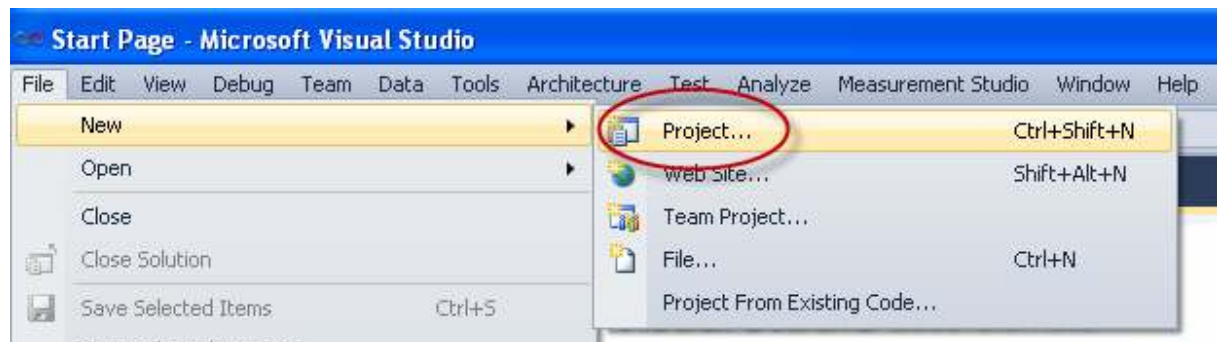 Start Page - Microsoft Visual Studio
File Edit View Debug Team Data Tools Architecture Test Analyze Measurement Studio Window Help
New
Project... Ctrl+Shift+N
Open
Web Site... Shift+Alt+N
Close
Team Project...
Close Solution
File... Ctrl+N
Save Selected Items Ctrl+S
Project From Existing Code...